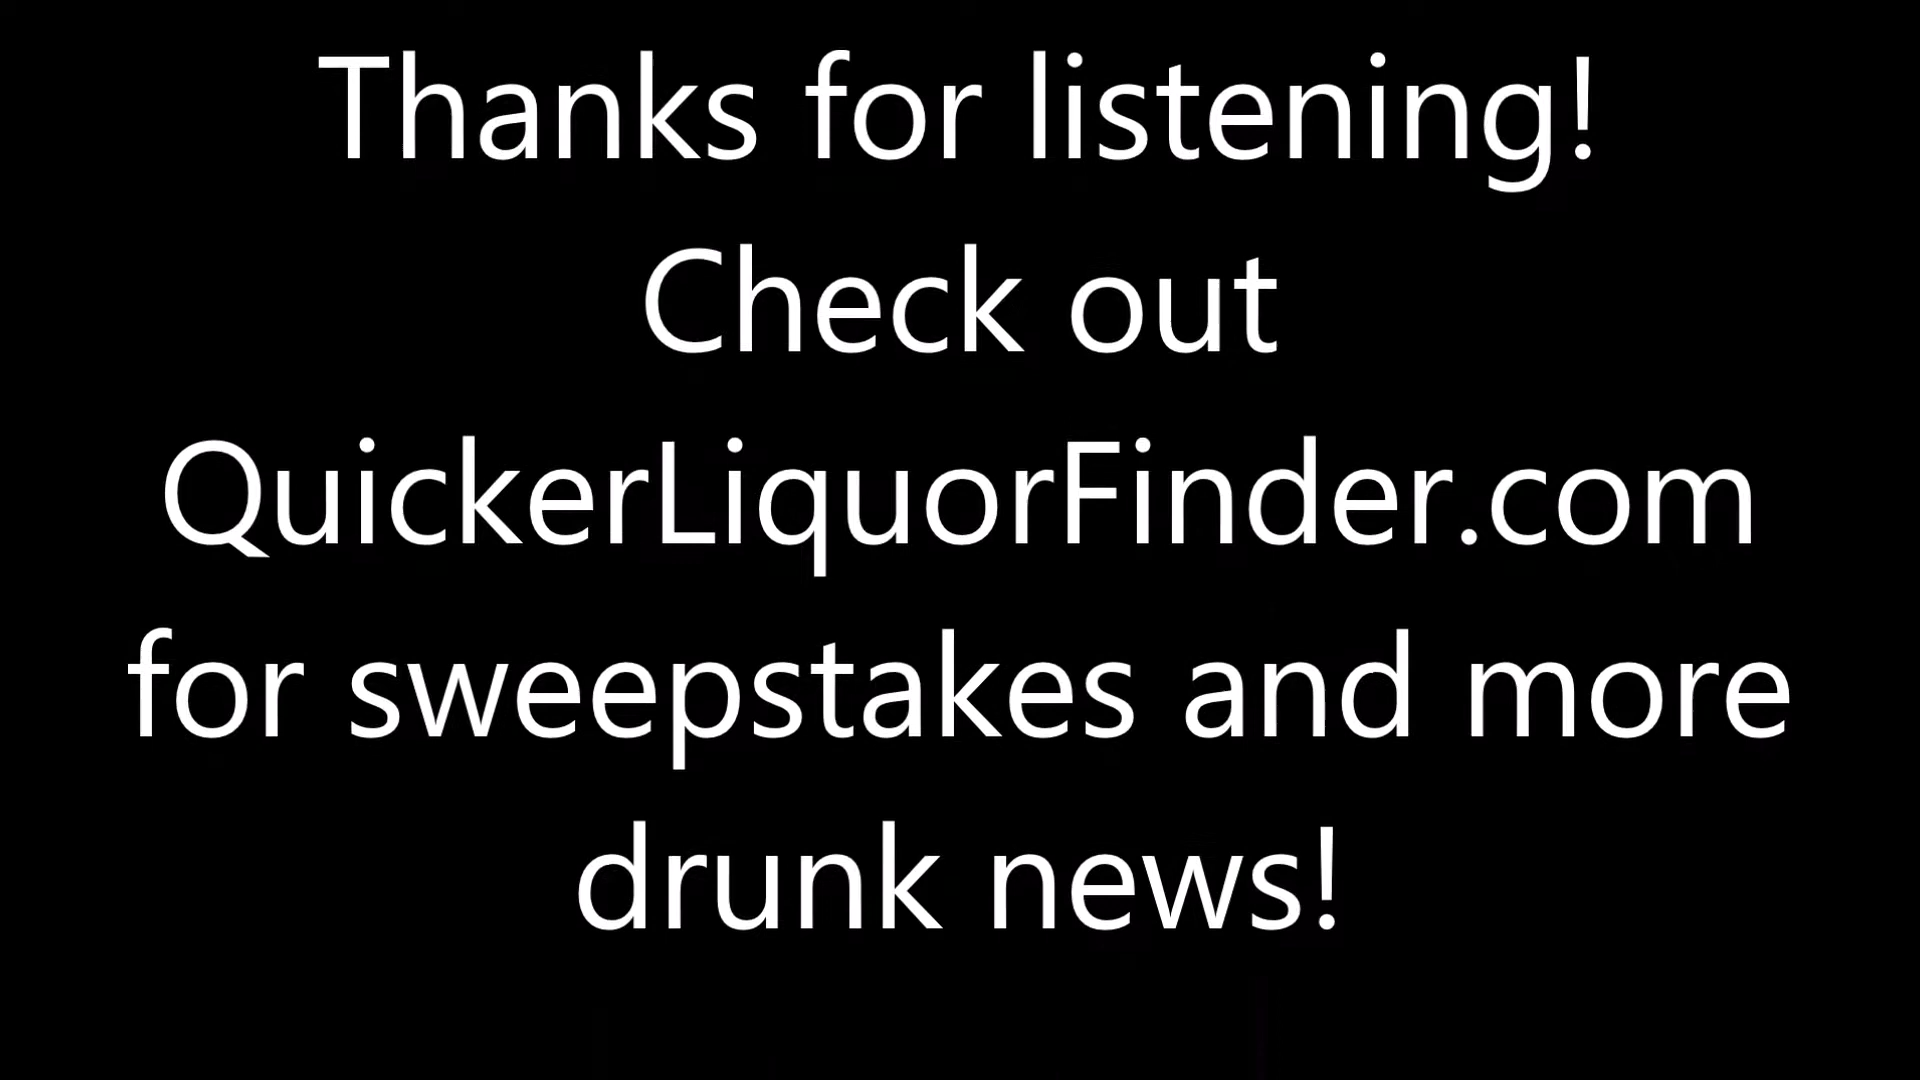 Thanks for listening!
Check out
QuickerLiquorFinder.com
for sweepstakes and more
drunk news!